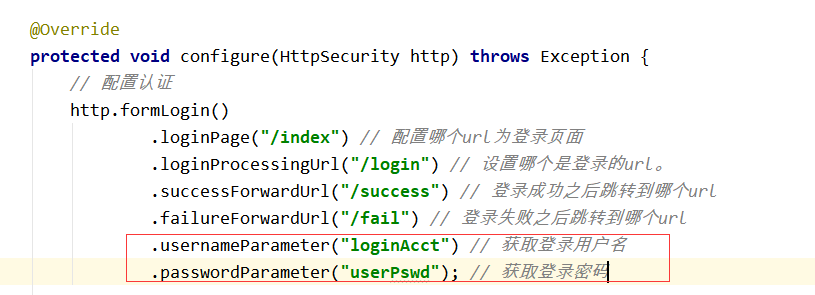 @Override
protected void configure(HttpSecurity http) throws Exception {
// 配置认证
http.formLogin()
.loginPage("/index") // 配置哪个url为登录页面
.loginProcessingUrl("/login") // 设置哪个是登录的url。
.successForwardUrl("/success") // 登录成功之后跳转到哪个url
.failureForwardUrl("/fail") // 登录失败之后跳转到哪个url
.usernameParameter("loginAcct") // 获取登录用户名
.passwordParameter("userPswd"); // 获取登录密码